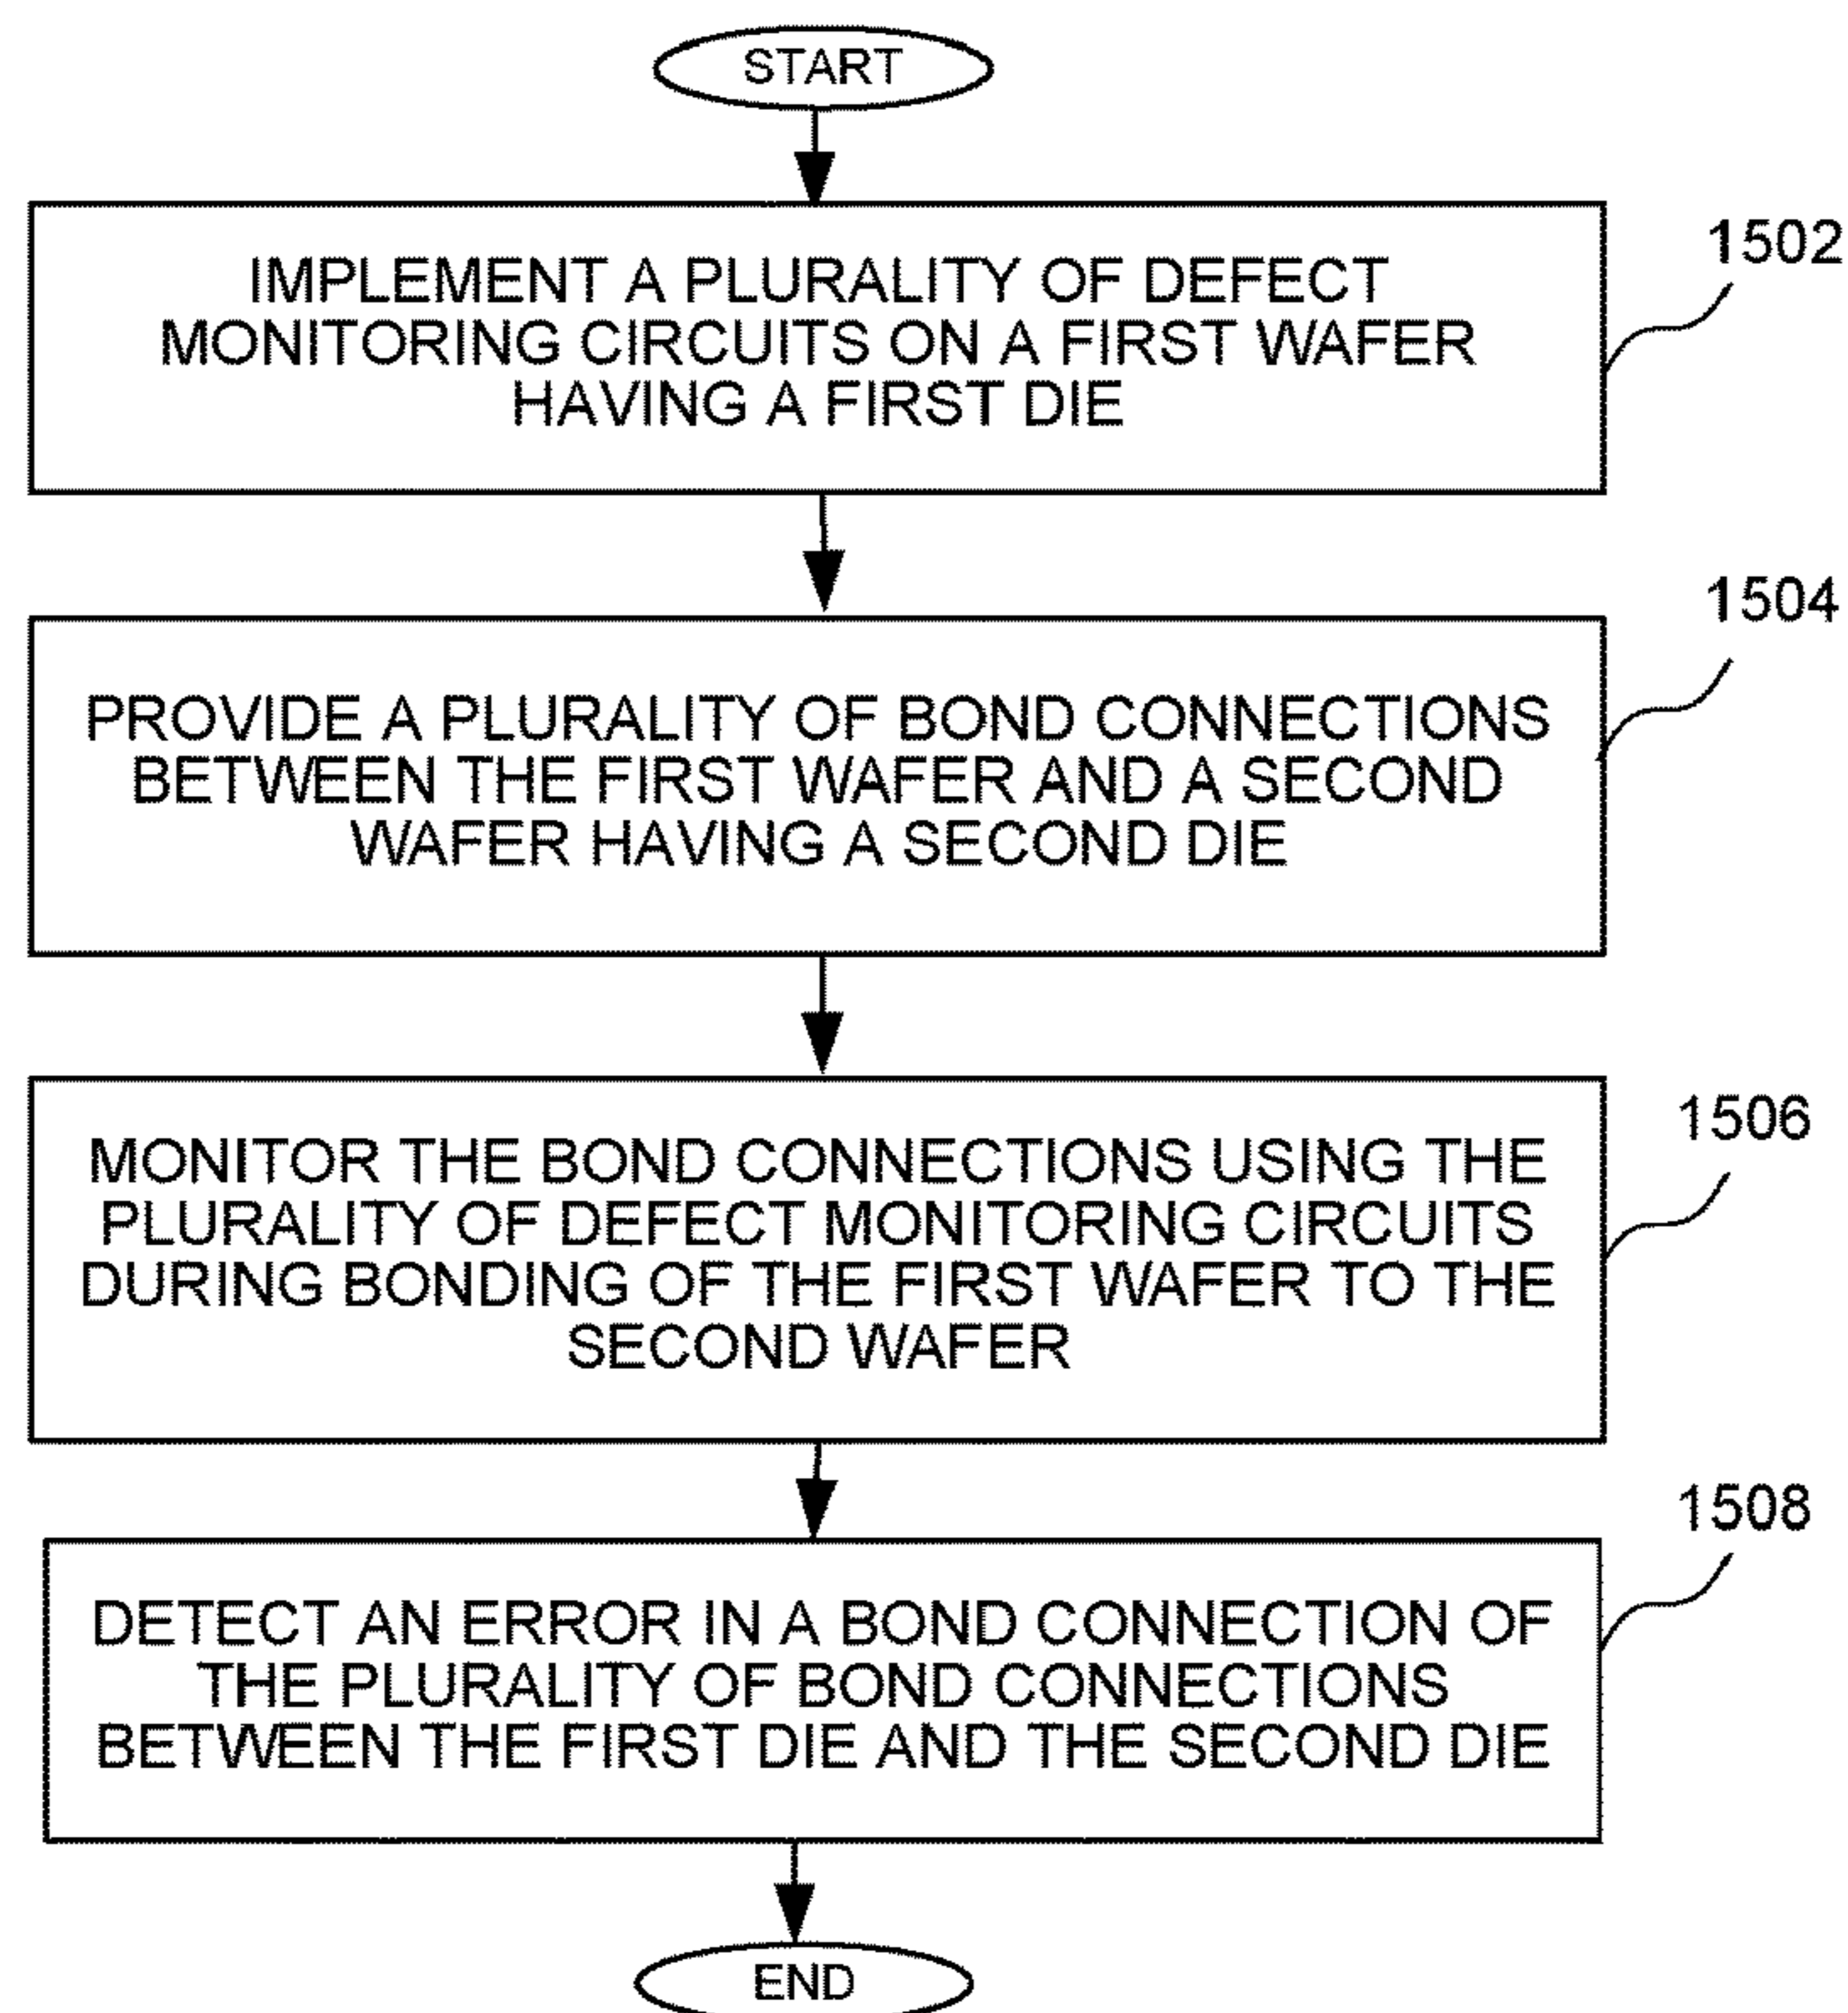 START
1502
IMPLEMENT A PLURALITY OF DEFECT
MONITORING CIRCUITS ON A FIRST WAFER
HAVING A FIRST DIE
1504
PROVIDE A PLURALITY OF BOND CONNECTIONS
BETWEEN THE FIRST WAFER AND A SECOND
WAFER HAVING A SECOND DIE
1506
MONITOR THE BOND CONNECTIONS USING THE
PLURALITY OF DEFECT MONITORING CIRCUITS
DURING BONDING OF THE FIRST WAFER TO THE
SECOND WAFER
1508
DETECT AN ERROR IN A BOND CONNECTION OF
THE PLURALITY OF BOND CONNECTIONS
BETWEEN THE FIRST DIE AND THE SECOND DIE
END